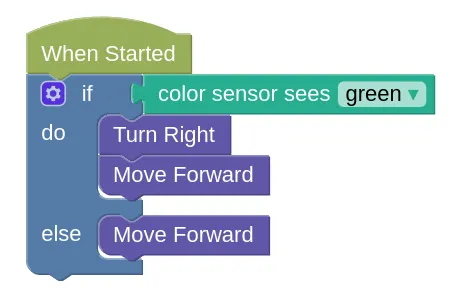 When Started
if color sensor sees green ▾
do Turn Right
Move Forward
else Move Forward